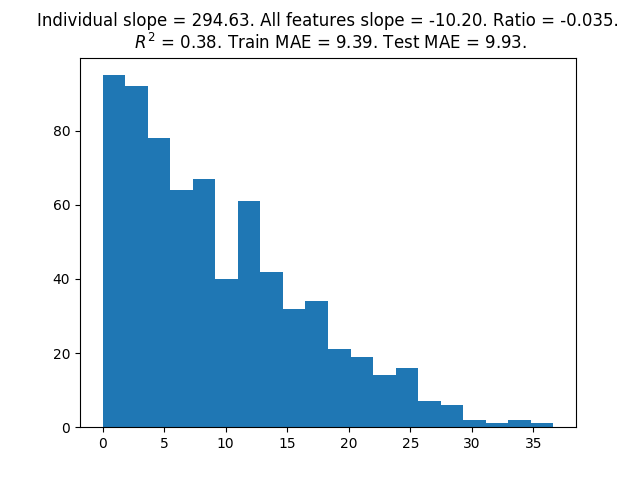 Individual slope = 294.63. All features slope = -10.20. Ratio = -0.035.
R² = 0.38. Train MAE = 9.39. Test MAE = 9.93.
80
60
40
20
0
0 5 10 15 20 25 30 35